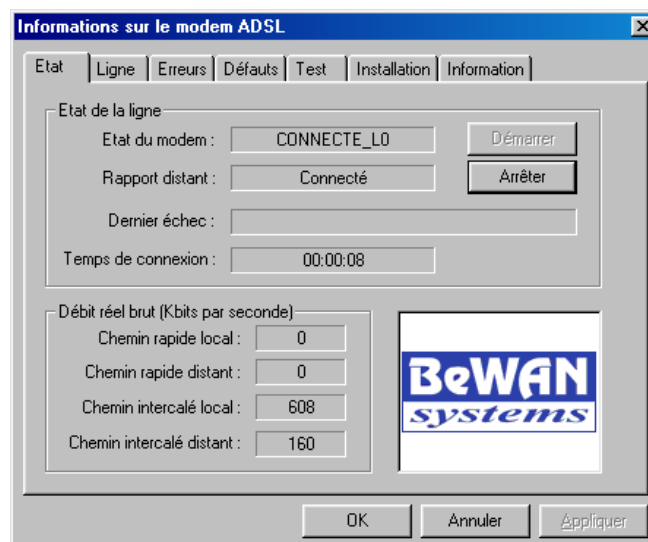 Informations sur le modem ADSL
Etat Ligne Erreurs Défauts Test Installation Information
Etat de la ligne
Etat du modem : CONNECTE_L0 Démarrer
Rapport distant : Connecté Arrêter
Dernier échec :
Temps de connexion : 00:00:08
Débit réel brut (Kbits par seconde)
Chemin rapide local : 0
Chemin rapide distant : 0
Chemin intercalé local : 608
Chemin intercalé distant : 160
BeWAN
systems
OK Annuler Appliquer